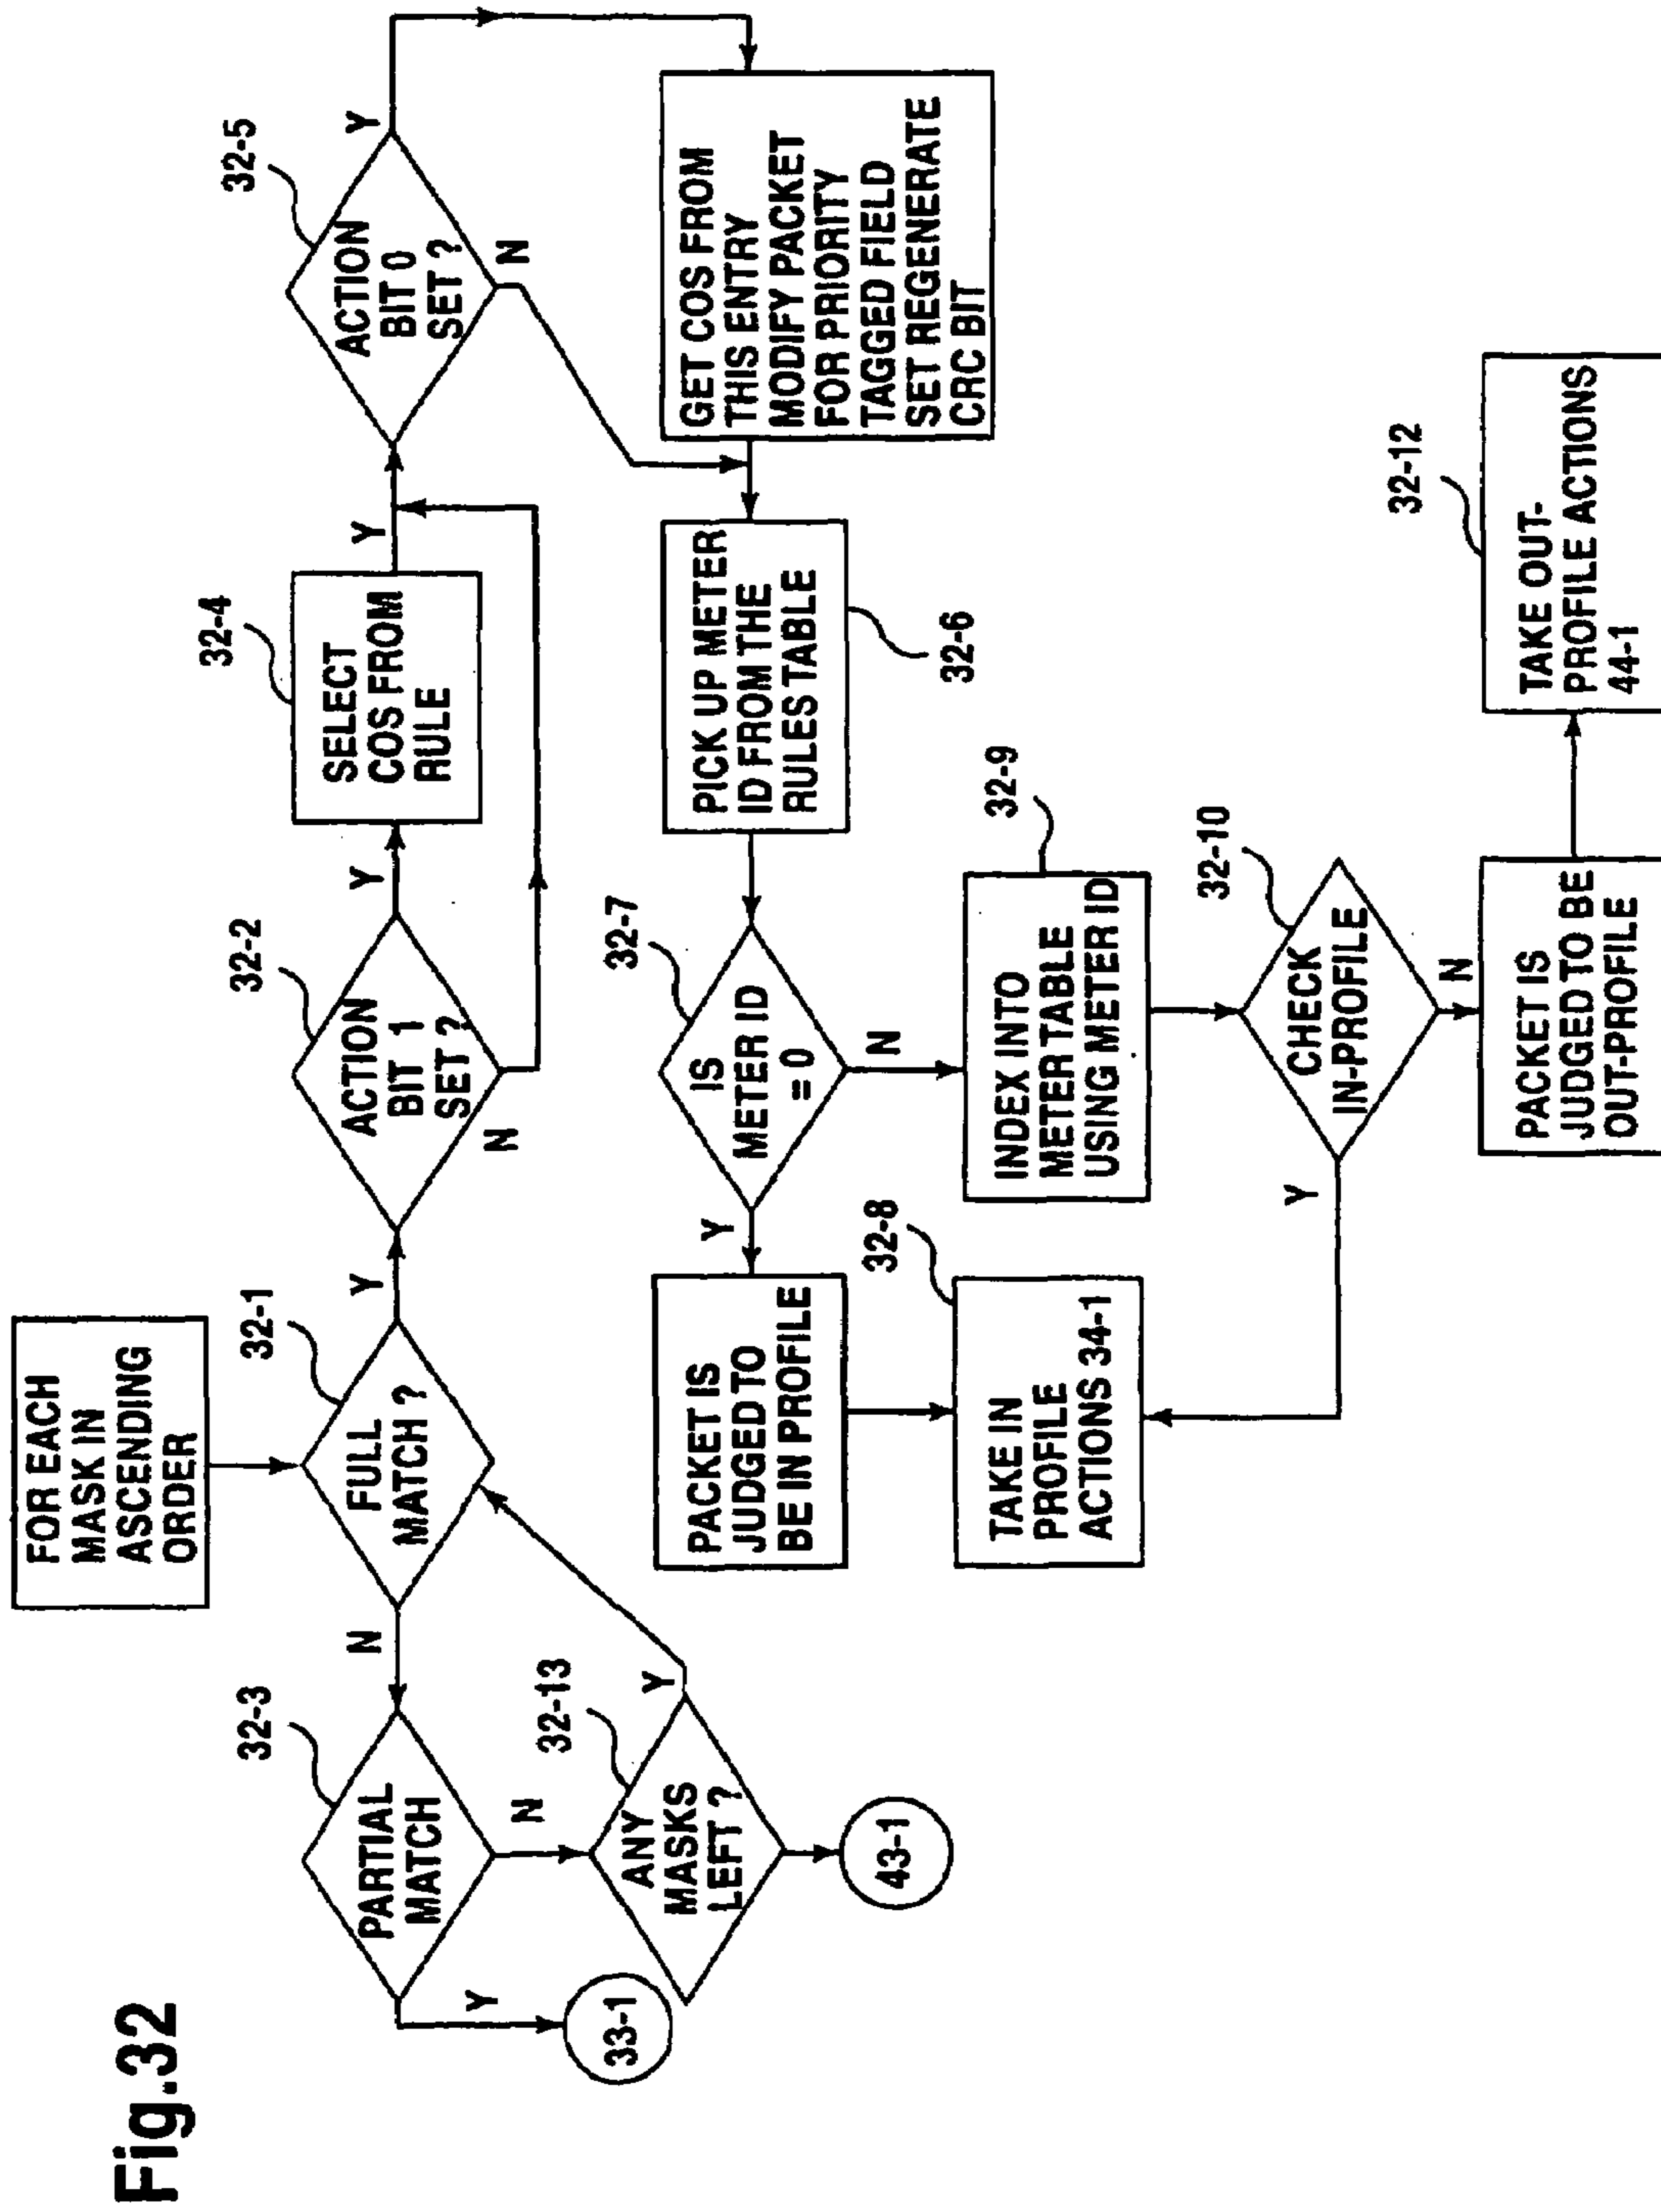 Fig.32
FOR EACH
MASK IN
ASCENDING
ORDER
32-1
FULL
MATCH ?
Y
N
32-3
PARTIAL
MATCH
Y
33-1
N
32-13
ANY
MASKS
LEFT ?
Y
43-1
32-2
ACTION
BIT 1
SET ?
Y
N
32-4
SELECT
COS FROM
RULE
Y
32-5
ACTION
BIT 0
SET ?
Y
N
GET COS FROM
THIS ENTRY
MODIFY PACKET
FOR PRIORITY
TAGGED FIELD
SET REGENERATE
CRC BIT
PICK UP METER
ID FROM THE
RULES TABLE
32-6
32-7
IS
METER ID
= 0
Y
N
PACKET IS
JUDGED TO
BE IN PROFILE
32-8
TAKE IN
PROFILE
ACTIONS 34-1
32-9
INDEX INTO
METER TABLE
USING METER ID
32-10
CHECK
IN-PROFILE
Y
N
PACKET IS
JUDGED TO BE
OUT-PROFILE
32-12
TAKE OUT-
PROFILE ACTIONS
44-1